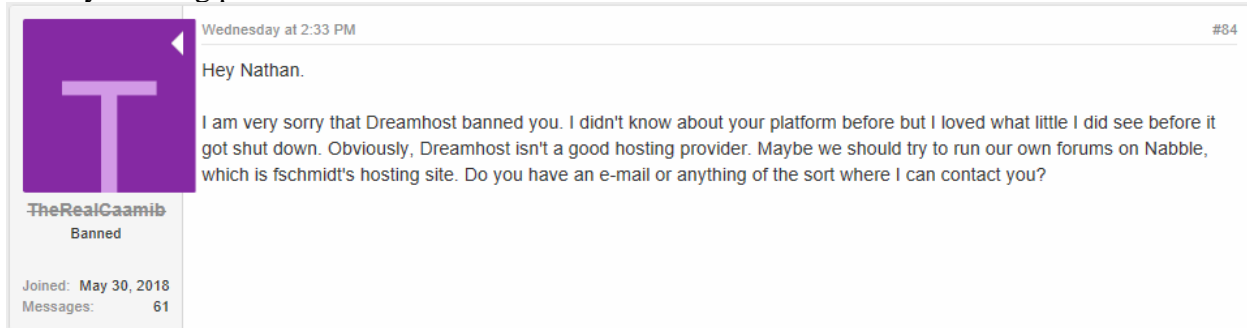 Wednesday at 2:33 PM #84
Hey Nathan.
I am very sorry that Dreamhost banned you. I didn't know about your platform before but I loved what little I did see before it
got shut down. Obviously, Dreamhost isn't a good hosting provider. Maybe we should try to run our own forums on Nabble,
which is fschmidt's hosting site. Do you have an e-mail or anything of the sort where I can contact you?
T
TheRealCaamib
Banned
Joined: May 30, 2018
Messages: 61